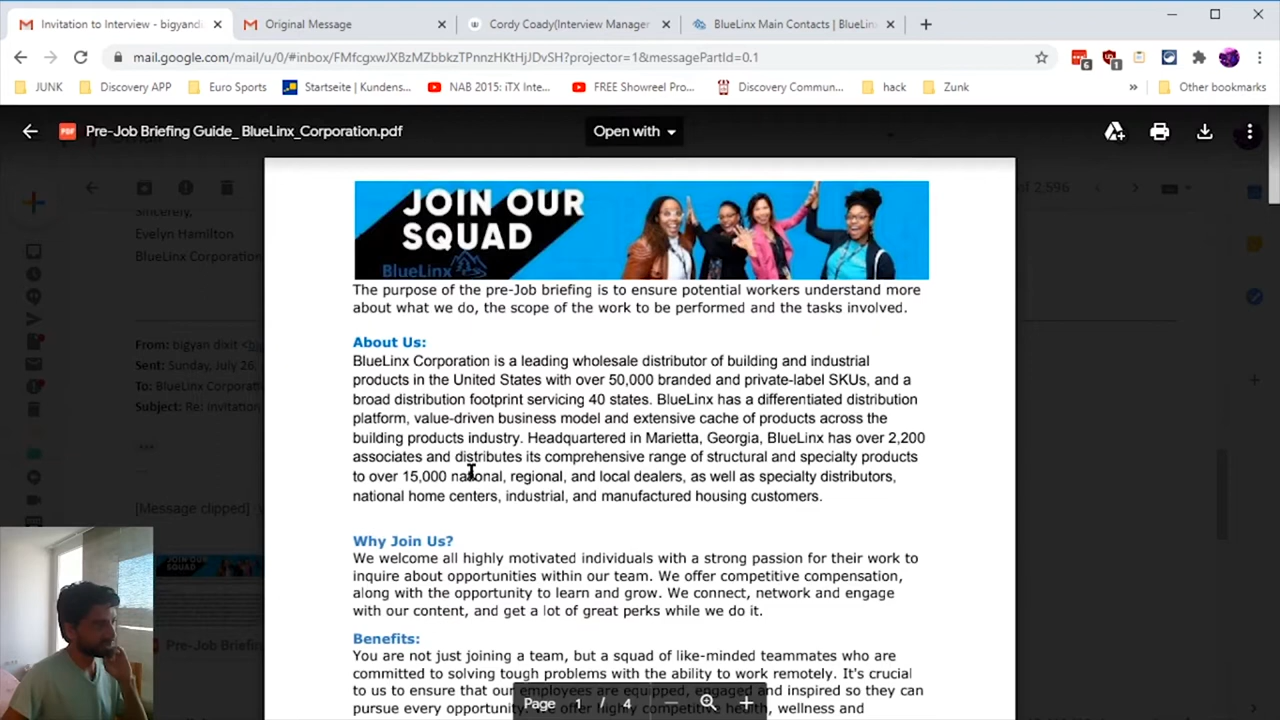 Invitation to Interview - bigyand
Original Message
Cordy Coady(Interview Manager
BlueLinx Main Contacts | BlueLin
mail.google.com/mail/u/0/#inbox/FMfcgxwJXBzMZbbkzTPnnzHKtHjJDvSH?projector=1&messagePartId=0.1
6
1
JUNK
Discovery APP
Euro Sports
Startseite | Kundens...
NAB 2015: iTX Inte...
FREE Showreel Pro...
Discovery Commun...
hack
Zunk
»
Other bookmarks
PDF
Pre-Job Briefing Guide_ BlueLinx_Corporation.pdf
Open with
of 2,596
Sincerely,
Evelyn Hamilton
BlueLinx Corporation
From: bigyan dixit
Sent: Sunday, July 26,
To: BlueLinx Corporati
Subject: Re: Invitation
[Message clipped]
Pre-Job
JOIN OUR
SQUAD
BlueLinx
The purpose of the pre-Job briefing is to ensure potential workers understand more
about what we do, the scope of the work to be performed and the tasks involved.
About Us:
BlueLinx Corporation is a leading wholesale distributor of building and industrial
products in the United States with over 50,000 branded and private-label SKUs, and a
broad distribution footprint servicing 40 states. BlueLinx has a differentiated distribution
platform, value-driven business model and extensive cache of products across the
building products industry. Headquartered in Marietta, Georgia, BlueLinx has over 2,200
associates and distributes its comprehensive range of structural and specialty products
to over 15,000 national, regional, and local dealers, as well as specialty distributors,
national home centers, industrial, and manufactured housing customers.
Why Join Us?
We welcome all highly motivated individuals with a strong passion for their work to
inquire about opportunities within our team. We offer competitive compensation,
along with the opportunity to learn and grow. We connect, network and engage
with our content, and get a lot of great perks while we do it.
Benefits:
You are not just joining a team, but a squad of like-minded teammates who are
committed to solving tough problems with the ability to work remotely. It's crucial
to us to ensure that our employees are equipped, engaged and inspired so they can
pursue every opportunity. We offer highly competitive health, wellness and
Page 1 / 4